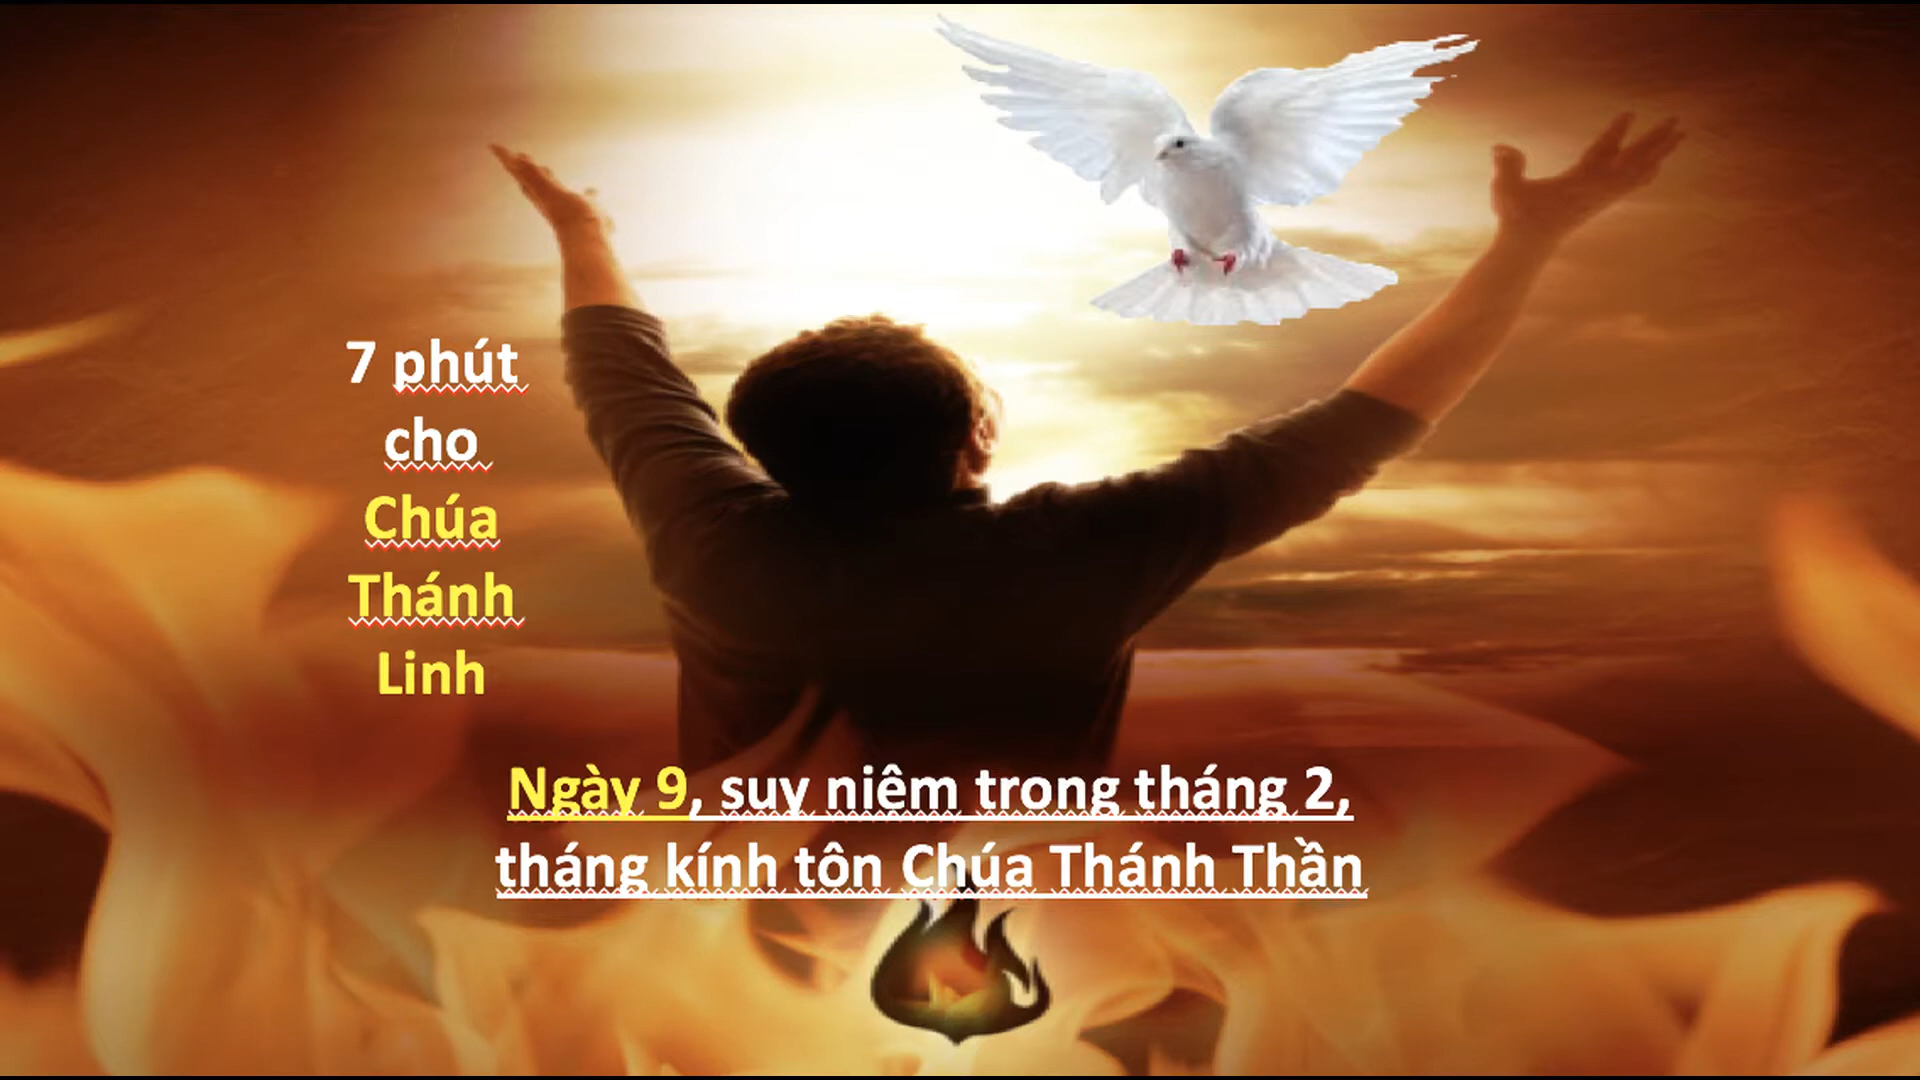 7 phút
cho
Chúa
Thánh
Linh
Ngày 9, suy niệm trong tháng 2,
tháng kính tôn Chúa Thánh Thần